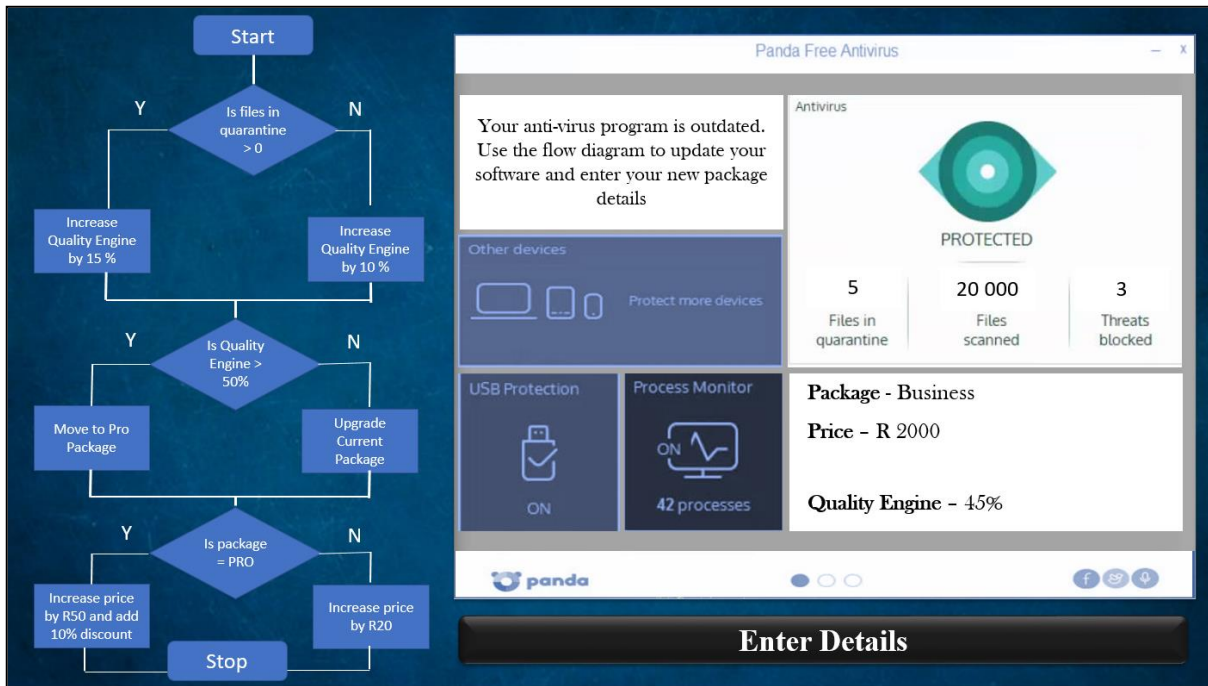 Start
Y
Is files in
quarantine
> 0
N
Increase
Quality Engine
by 15 %
Increase
Quality Engine
by 10 %
Y
Is Quality
Engine >
50%
N
Move to Pro
Package
Upgrade
Current
Package
Y
Is package
= PRO
N
Increase price
by R50 and add
10% discount
Increase price
by R20
Stop
Panda Free Antivirus
Your anti-virus program is outdated.
Use the flow diagram to update your
software and enter your new package
details
Antivirus
PROTECTED
5
Files in
quarantine
20 000
Files
scanned
3
Threats
blocked
Other devices
Protect more devices
USB Protection
ON
Process Monitor
ON
42 processes
Package - Business
Price – R 2000
Quality Engine – 45%
panda
Enter Details